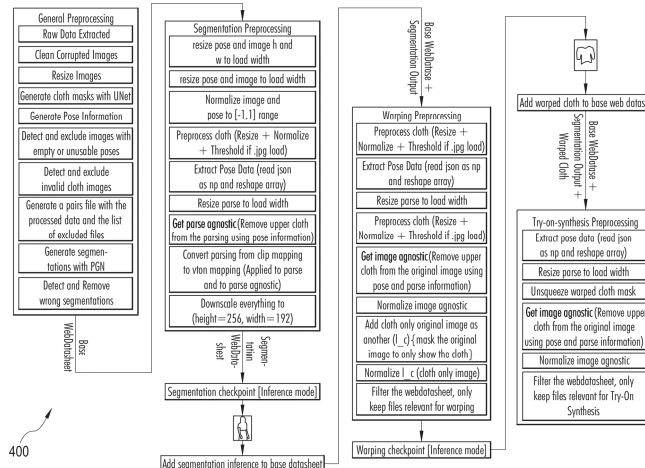 General Preprocessing
Raw Data Extracted
Clean Corrupted Images
Resize Images
Generate cloth masks with UNet
Generate Pose Information
Detect and exclude images with
empty or unusable poses
Detect and exclude
invalid cloth images
Generate a pairs file with the
processed data and the list
of excluded files
Generate segmen-
tations with PGN
Detect and Remove
wrong segmentations
Base
WebDatasheet
400
Segmentation Preprocessing
resize pose and image h and
w to load width
resize pose and image to load width
Normalize image and
pose to [-1,1] range
Preprocess cloth (Resize + Normalize
+ Threshold if .jpg load)
Extract Pose Data (read json
as np and reshape array)
Resize parse to load width
Get parse agnostic (Remove upper cloth
from the parsing using pose information)
Convert parsing from clip mapping
to vton mapping (Applied to parse
and to parse agnostic)
Downscale everything to
(height=256, width=192)
Segmen-
tation
WebData-
sheet
Segmentation checkpoint [Inference mode]
Add segmentation inference to base datasheet
Base WebDatase +
Segmentation Output
Warping Preprocessing
Preprocess cloth (Resize +
Normalize + Threshold if .jpg load)
Extract Pose Data (read json
as np and reshape array)
Resize parse to load width
Preprocess cloth (Resize +
Normalize + Threshold if .jpg load)
Get image agnostic (Remove upper
cloth from the original image using
pose and parse information)
Normalize image agnostic
Add cloth only original image as
another (I_c){mask the original
image to only show the cloth}
Normalize I_c (cloth only image)
Filter the webdatasheet, only
keep files relevant for warping
Warping checkpoint [Inference mode]
Add warped cloth to base web datas
Base WebDatase +
Segmentation Output +
Warped Cloth
Try-on-synthesis Preprocessing
Extract pose data (read json
as np and reshape array)
Resize parse to load width
Unsqueeze warped cloth mask
Get image agnostic (Remove upper
cloth from the original image
using pose and parse information)
Normalize image agnostic
Filter the webdatasheet, only
keep files relevant for Try-On
Synthesis